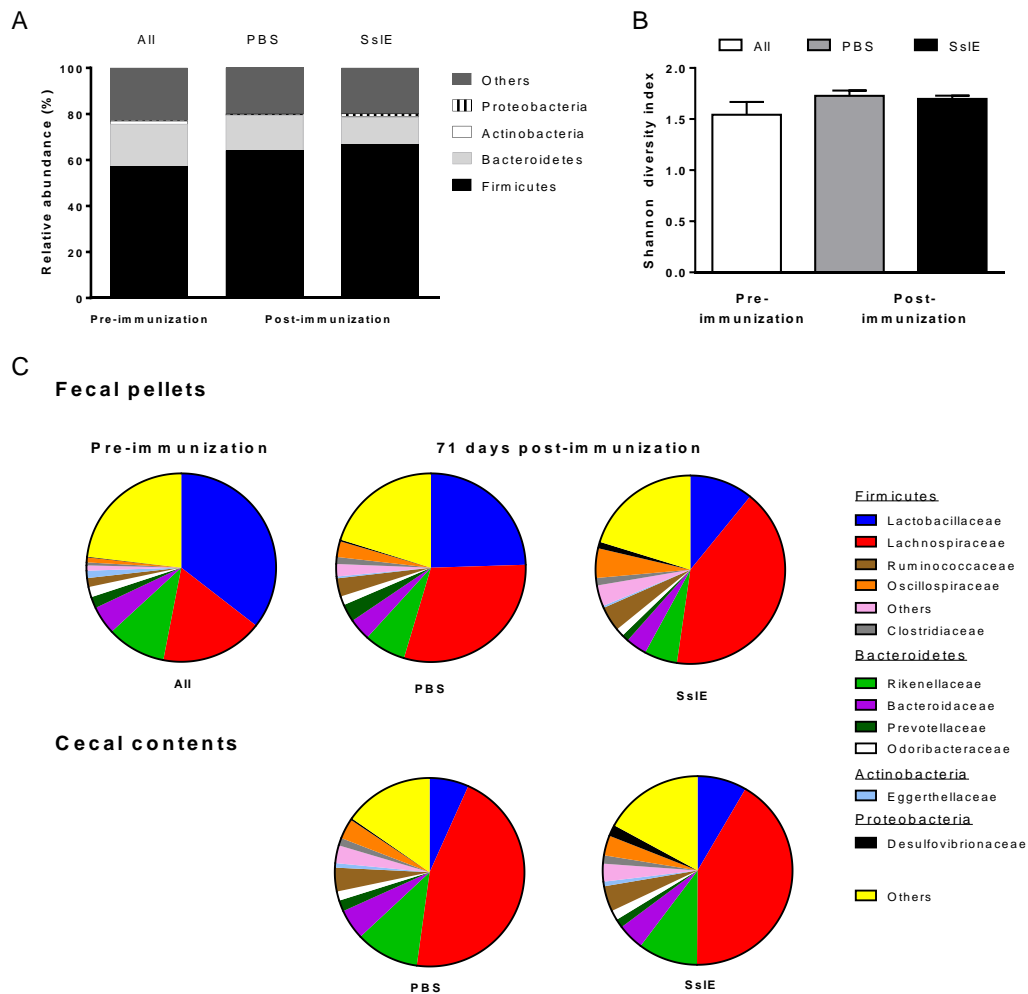 A
All PBS SslE
100
80
60
40
20
0
Relative abundance (%)
Others
Proteobacteria
Actinobacteria
Bacteroidetes
Firmicutes
Pre-immunization Post-immunization
B
All PBS SslE
2.0
1.5
1.0
0.5
0.0
Shannon diversity index
Pre-
immunization
Post-
immunization
C
Fecal pellets
Pre-immunization 71 days post-immunization
All
PBS
SslE
Cecal contents
PBS
SslE
Firmicutes
Lactobacillaceae
Lachnospiraceae
Ruminococcaceae
Oscillospiraceae
Others
Clostridiaceae
Bacteroidetes
Rikenellaceae
Bacteroidaceae
Prevotellaceae
Odoribacteraceae
Actinobacteria
Eggerthellaceae
Proteobacteria
Desulfovibrionaceae
Others